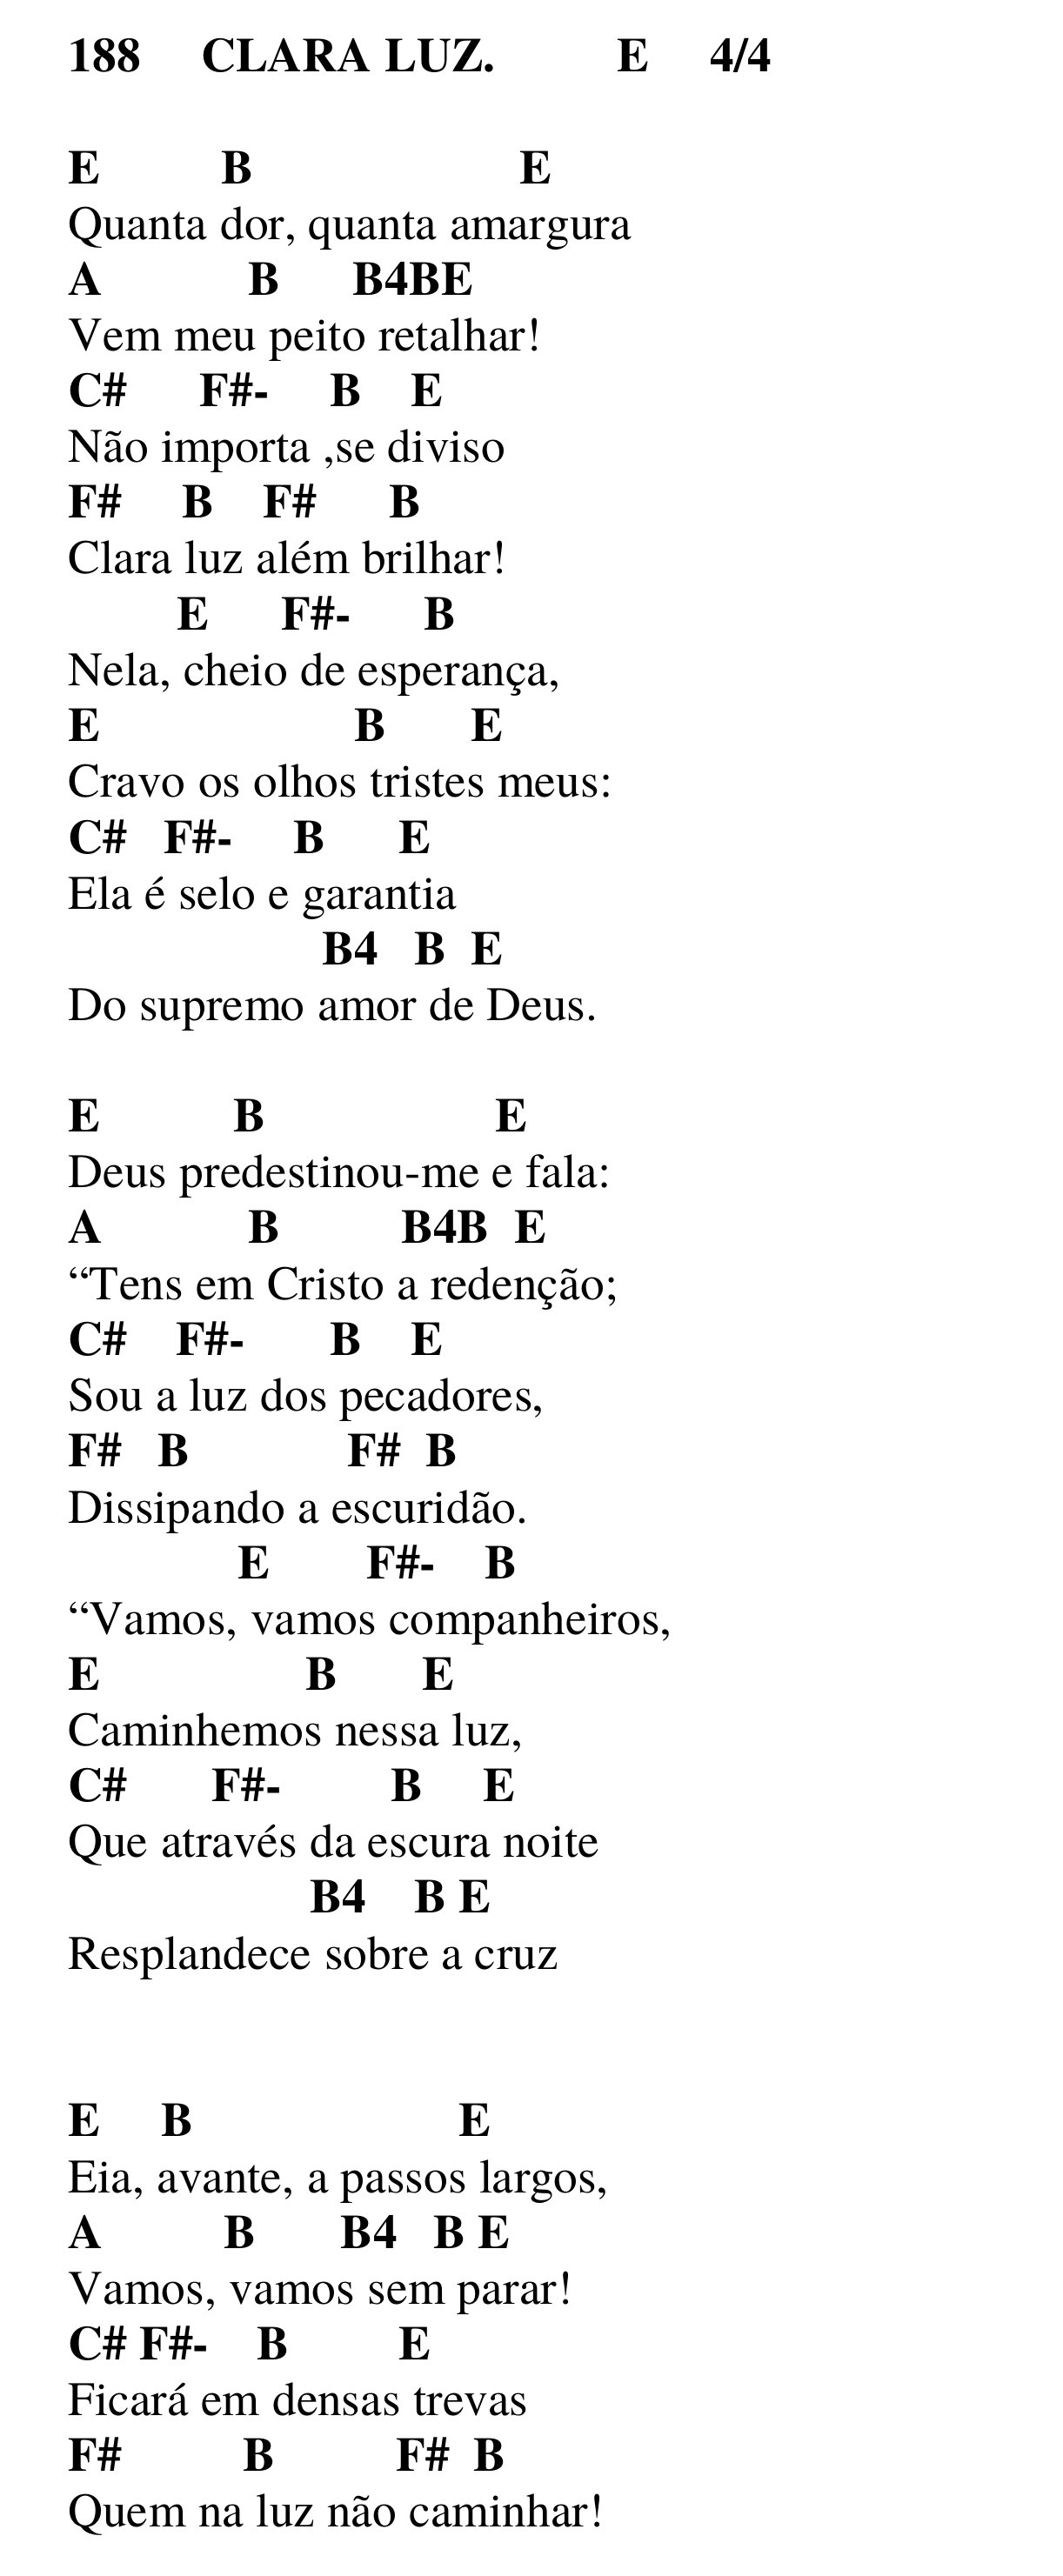 188     CLARA LUZ.          E     4/4
E          B                      E
Quanta dor, quanta amargura
A            B      B4BE
Vem meu peito retalhar!
C#      F#-     B    E
Não importa ,se diviso
F#     B    F#      B
Clara luz além brilhar!
         E      F#-      B
Nela, cheio de esperança,
E                     B       E
Cravo os olhos tristes meus:
C#   F#-     B      E
Ela é selo e garantia
                     B4   B  E
Do supremo amor de Deus.
E           B                   E
Deus predestinou-me e fala:
A            B          B4B  E
“Tens em Cristo a redenção;
C#    F#-       B    E
Sou a luz dos pecadores,
F#   B             F#  B
Dissipando a escuridão.
              E        F#-    B
“Vamos, vamos companheiros,
E                 B       E
Caminhemos nessa luz,
C#       F#-         B     E
Que através da escura noite
                    B4    B E
Resplandece sobre a cruz
E     B                      E
Eia, avante, a passos largos,
A          B       B4   B E
Vamos, vamos sem parar!
C# F#-    B         E
Ficará em densas trevas
F#          B          F#  B
Quem na luz não caminhar!